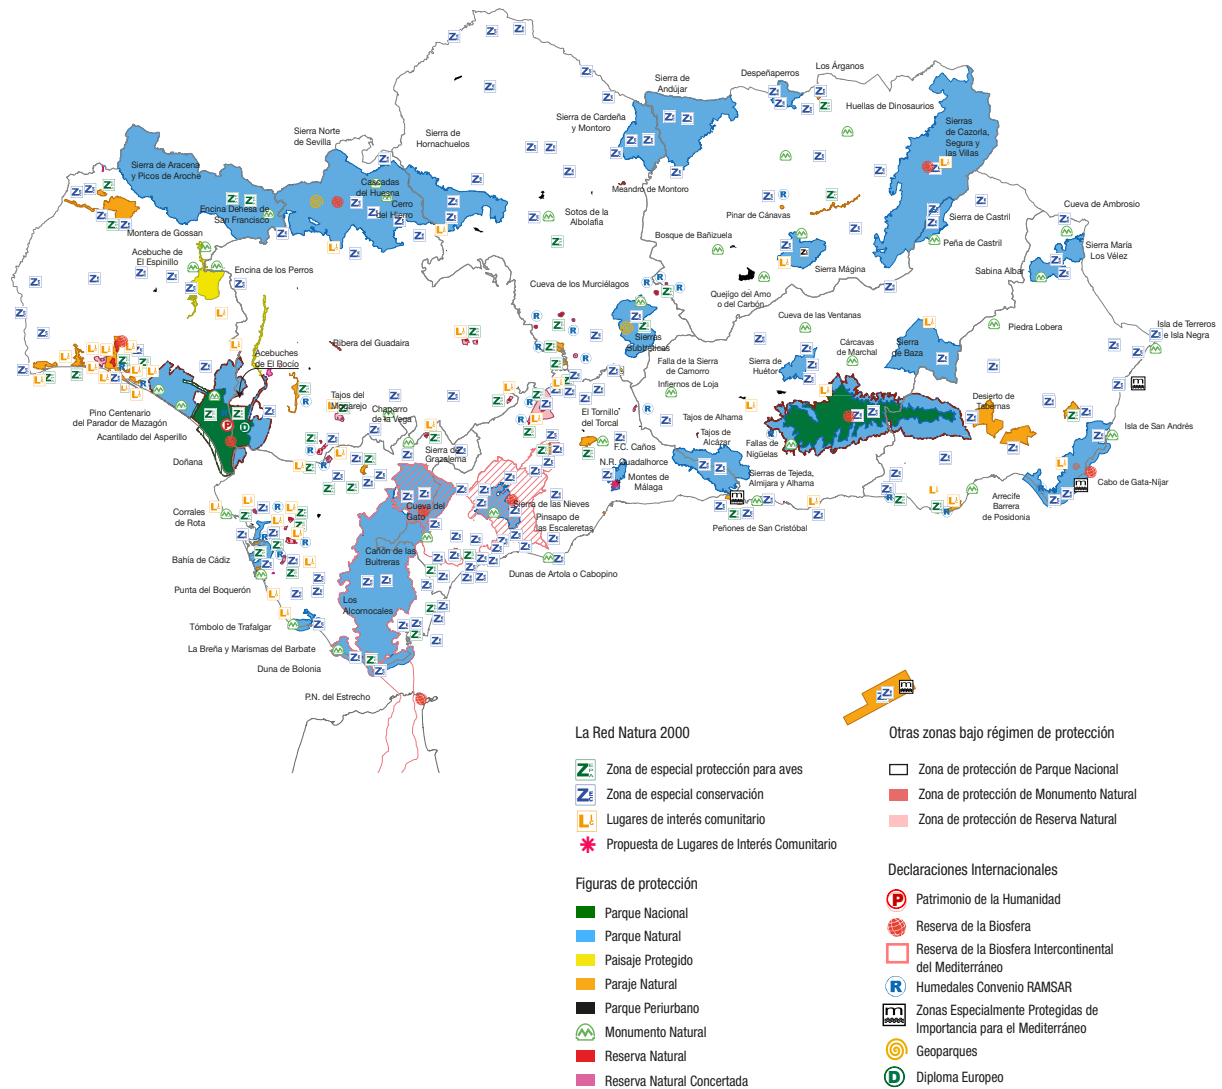 Sierra de
Andújar
Despeñaperros
Los Órganos
Huellas de Dinosaurios
Sierra de Cardeña
y Montoro
Sierras
de Cazorla,
Segura y
las Villas
Sierra Norte
de Sevilla
Sierra de
Hornachuelos
Sierra de Aracena
y Picos de Aroche
Cascadas
del Huesna
Cerro
del Hierro
Encina Dehesa de
San Francisco
Meandro de Montoro
Sotos de la
Albolafia
Pinar de Cánavas
Bosque de Bañizuela
Sierra de Castril
Peña de Castril
Cueva de Ambrosio
Sierra María
Los Vélez
Sabina Albar
Montera de Gossan
Acebuche de
El Espinillo
Encina de los Perros
Cueva de los Murciélagos
Sierra Mágina
Quejigo del Amo
o del Carbón
Cueva de las Ventanas
Piedra Lobera
Isla de Terreros
e Isla Negra
Ribera del Guadaira
Sierras
Subbéticas
Acebuches
de El Bocío
Falla de la Sierra
de Camorro
Infiernos de Loja
Sierra de
Huétor
Cárcavas
de Marchal
Sierra
de Baza
Pino Centenario
del Parador de Mazagón
Acantilado del Asperillo
Doñana
Tajos del
Mogarejo
Chaparro
de la Vega
Sierra de
Grazalema
El Tornillo
del Torcal
Tajos de Alhama
Tajos de
Alcázar
Fallas de
Nigüelas
Desierto de
Tabernas
Isla de San Andrès
F.C. Caños
N.R. Guadalhorce
Montes de
Málaga
Sierras de Tejeda,
Almijara y Alhama
Cabo de Gata-Níjar
Arrecife
Barrera
de Posidonia
Corrales
de Rota
Cueva del
Gato
Sierra de las Nieves
Pinsapo de
las Escaleretas
Peñones de San Cristóbal
Bahía de Cádiz
Cañón de las
Buitreras
Dunas de Artola o Cabopino
Punta del Boquerón
Los
Alcornocales
Tómbolo de Trafalgar
La Breña y Marismas del Barbate
Duna de Bolonia
P.N. del Estrecho
La Red Natura 2000
Zona de especial protección para aves
Zona de especial conservación
Lugares de interés comunitario
Propuesta de Lugares de Interés Comunitario
Figuras de protección
Parque Nacional
Parque Natural
Paisaje Protegido
Paraje Natural
Parque Periurbano
Monumento Natural
Reserva Natural
Reserva Natural Concertada
Otras zonas bajo régimen de protección
Zona de protección de Parque Nacional
Zona de protección de Monumento Natural
Zona de protección de Reserva Natural
Declaraciones Internacionales
Patrimonio de la Humanidad
Reserva de la Biosfera
Reserva de la Biosfera Intercontinental
del Mediterráneo
Humedales Convenio RAMSAR
Zonas Especialmente Protegidas de
Importancia para el Mediterráneo
Geoparques
Diploma Europeo